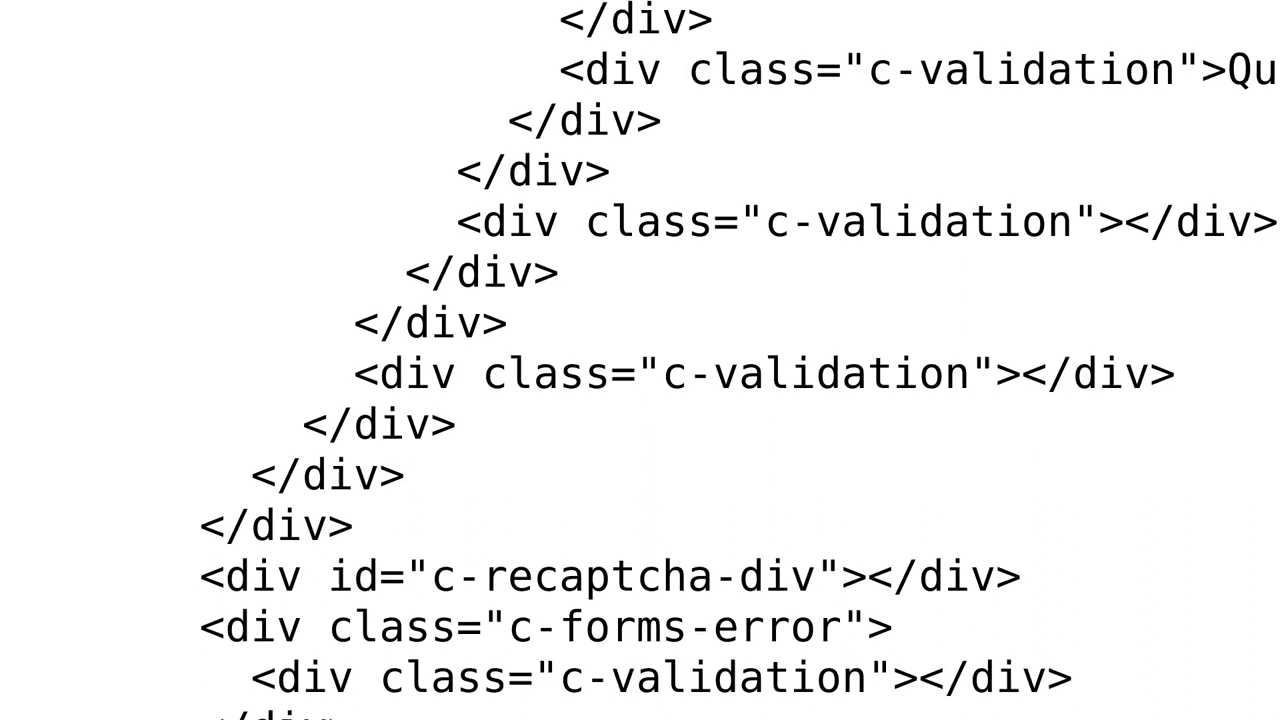 </div>
<div class="c-validation">Qu
</div>
</div>
<div class="c-validation"></div>
</div>
</div>
<div class="c-validation"></div>
</div>
</div>
</div>
<div id="c-recaptcha-div"></div>
<div class="c-forms-error">
<div class="c-validation"></div>
</div>